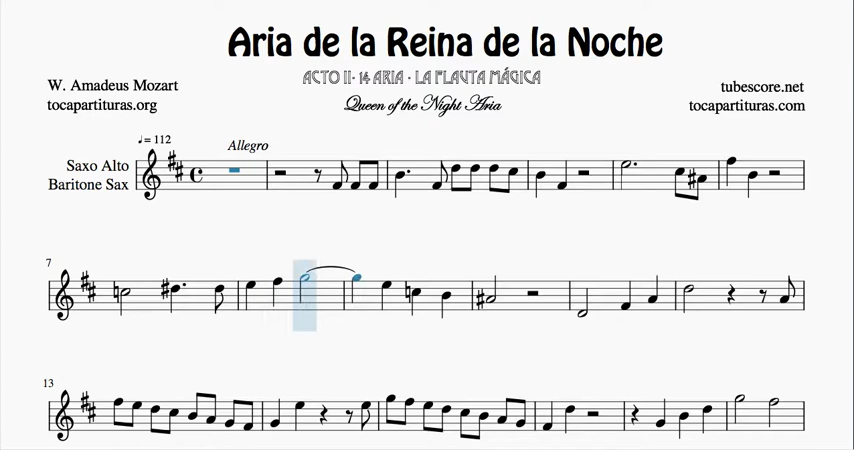 Aria de la Reina de la Noche
ACTO II · 14 ARIA · LA FLAUTA MÁGICA
W. Amadeus Mozart
tubescore.net
tocapartituras.org
Queen of the Night Aria
tocapartituras.com
♩ = 112
Allegro
Saxo Alto
Baritone Sax
7
13